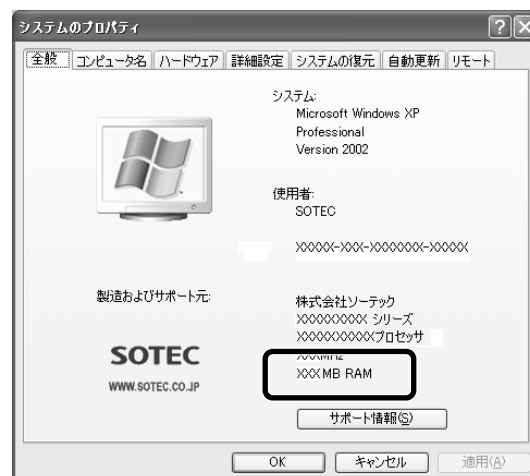 システムのプロパティ
全般 コンピュータ名 ハードウェア 詳細設定 システムの復元 自動更新 リモート
システム:
Microsoft Windows XP
Professional
Version 2002
使用者:
SOTEC
XXXXX-XXX-XXXXXXX-XXXXX
製造およびサポート元:
株式会社ソーテック
XXXXXXXXX シリーズ
XXXXXXXXXXプロセッサ
XXXMHz
XXX MB RAM
SOTEC
WWW.SOTEC.CO.JP
サポート情報(S)
OK キャンセル 適用(A)